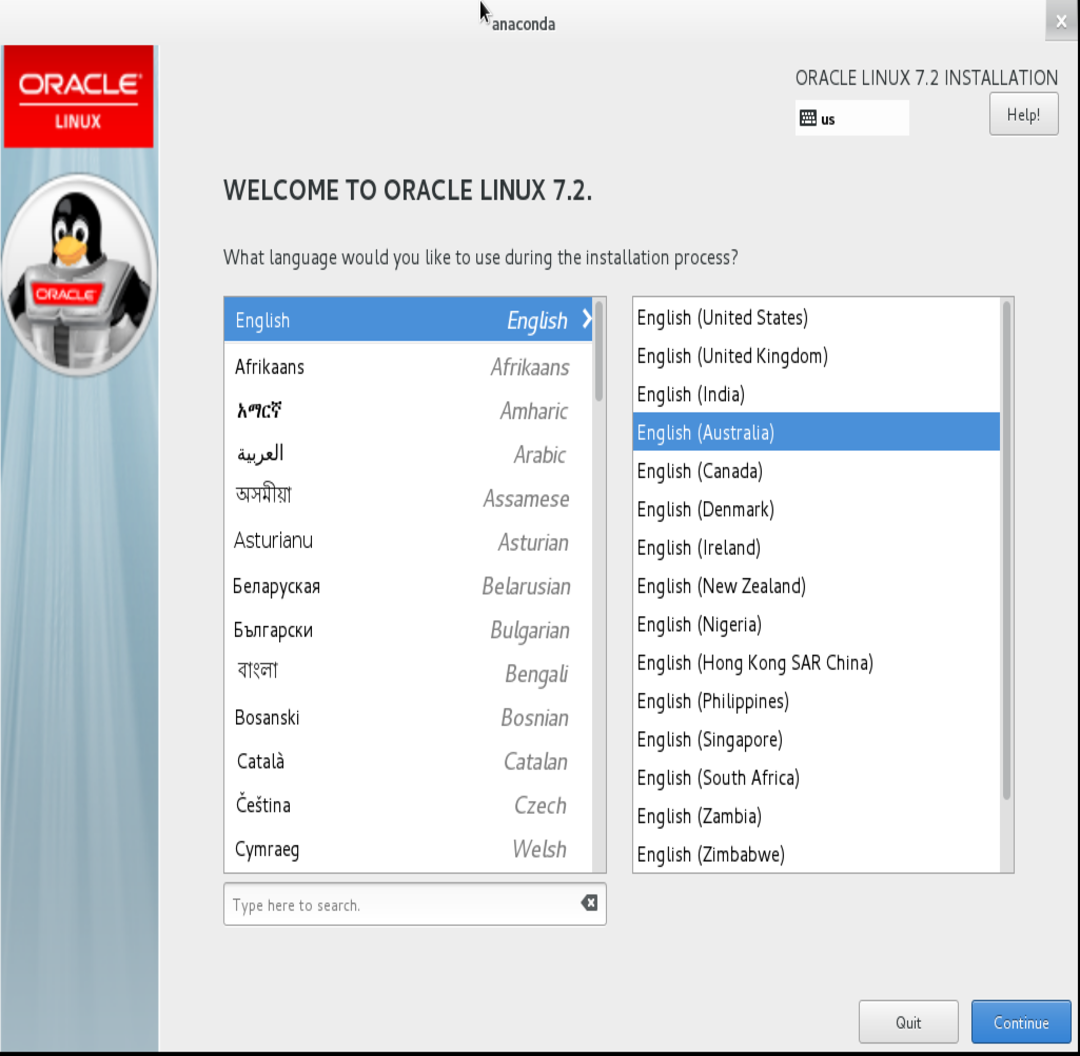 anaconda
x
ORACLE
LINUX
ORACLE LINUX 7.2 INSTALLATION
us
Help!
ORACLE
WELCOME TO ORACLE LINUX 7.2.
What language would you like to use during the installation process?
English English
Afrikaans Afrikaans
አማርኛ Amharic
العربية Arabic
অসমীয়া Assamese
Asturianu Asturian
Беларуская Belarusian
Български Bulgarian
বাংলা Bengali
Bosanski Bosnian
Català Catalan
Čeština Czech
Cymraeg Welsh
English (United States)
English (United Kingdom)
English (India)
English (Australia)
English (Canada)
English (Denmark)
English (Ireland)
English (New Zealand)
English (Nigeria)
English (Hong Kong SAR China)
English (Philippines)
English (Singapore)
English (South Africa)
English (Zambia)
English (Zimbabwe)
Type here to search.
Quit
Continue